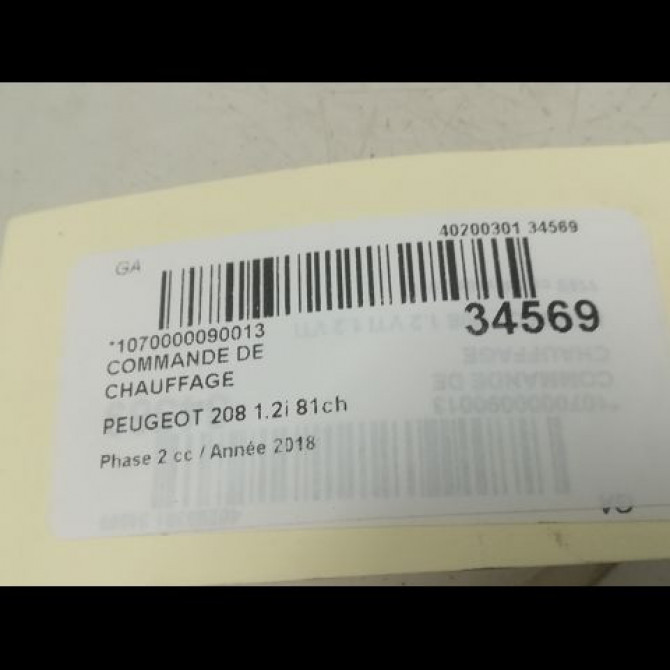 40200301 34569
GA
*1070000090013
34569
COMMANDE DE
CHAUFFAGE
PEUGEOT 208 1.2i 81ch
Phase 2 cc / Année 2018